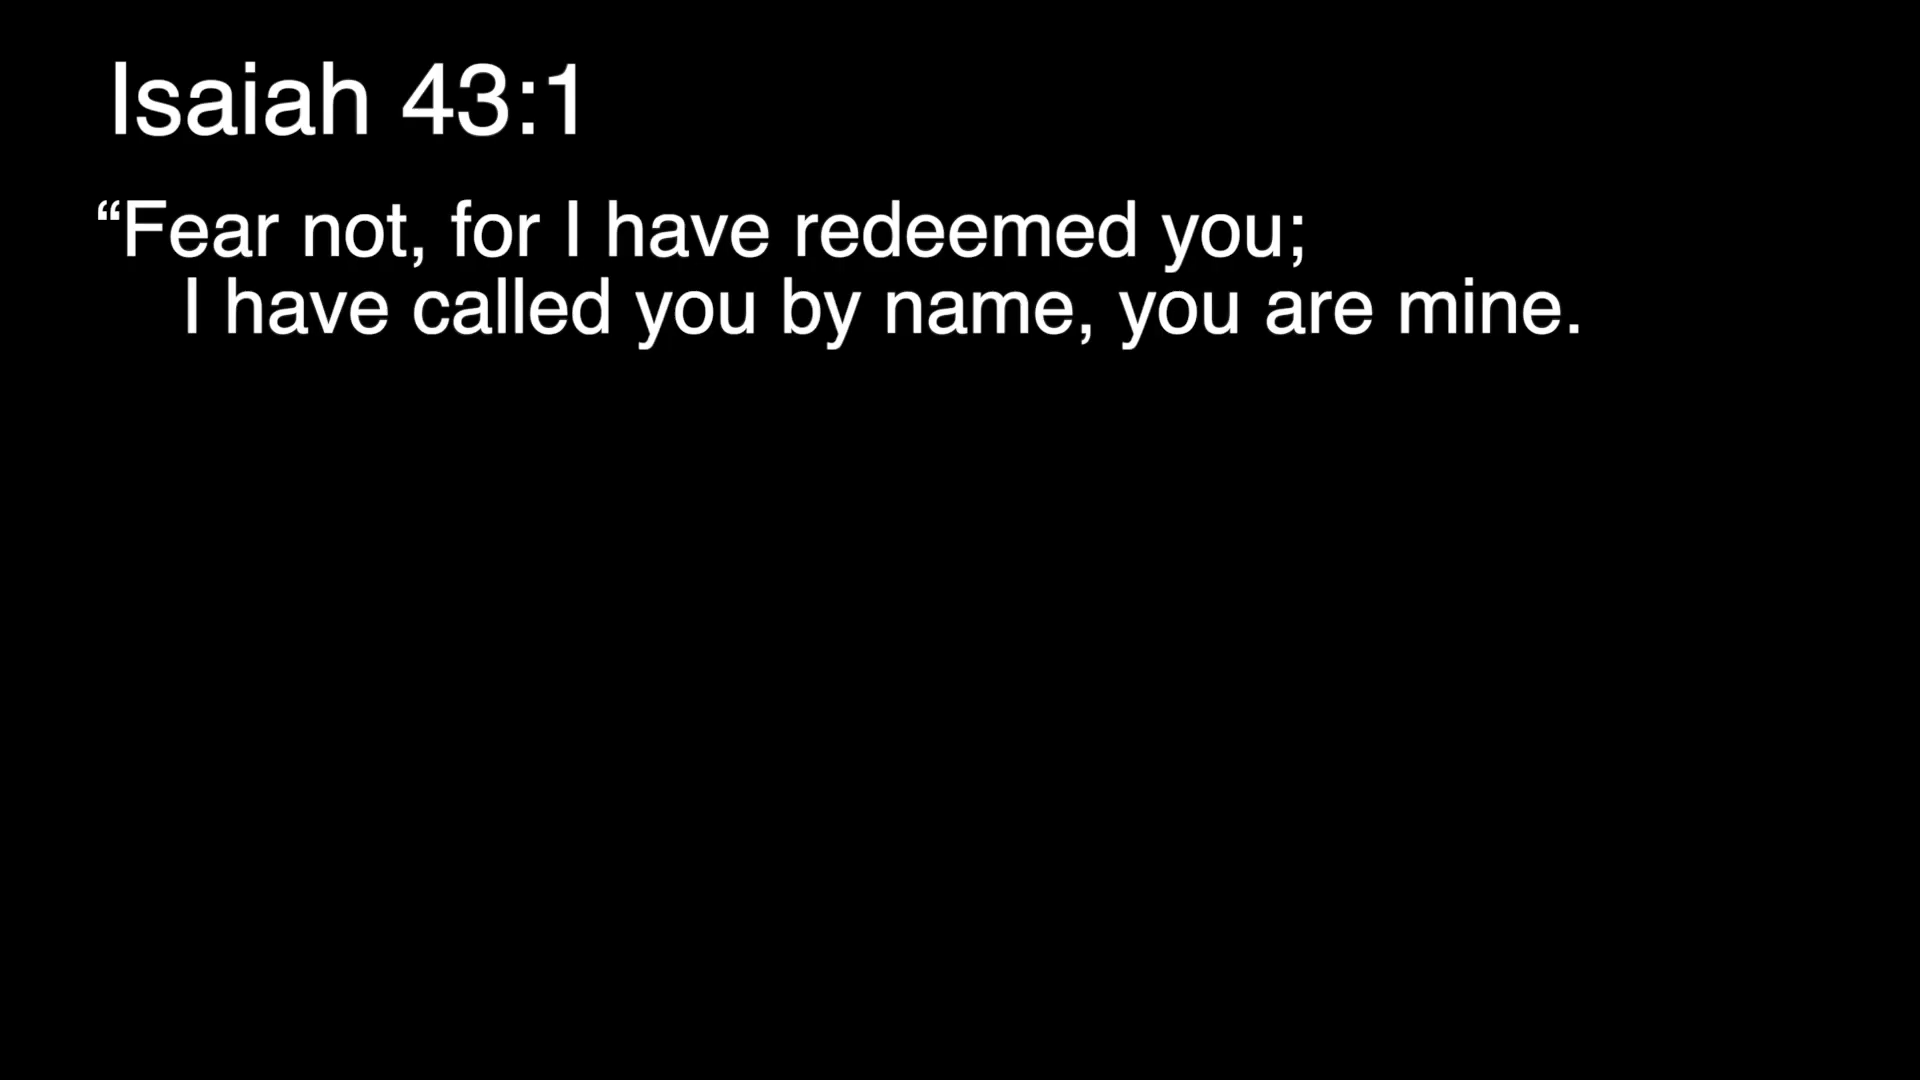 Isaiah 43:1
“Fear not, for I have redeemed you;
I have called you by name, you are mine.